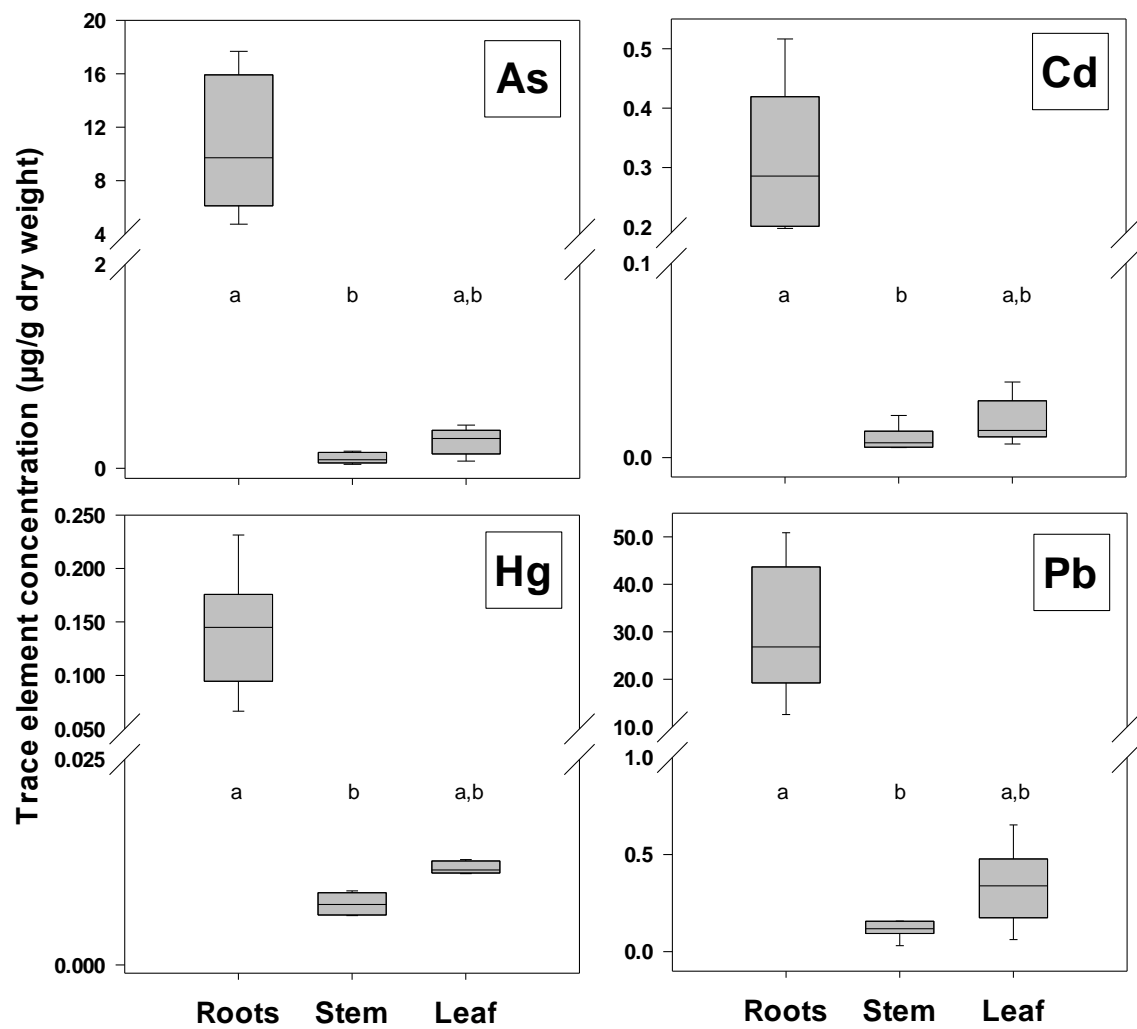 Trace element concentration (µg/g dry weight)
20
16
12
8
4
2
0
As
a b a,b
0.5
0.4
0.3
0.2
0.1
0.0
Cd
a b a,b
0.250
0.200
0.150
0.100
0.050
0.025
0.000
Hg
a b a,b
Roots Stem Leaf
50.0
40.0
30.0
20.0
10.0
1.0
0.5
0.0
Pb
a b a,b
Roots Stem Leaf